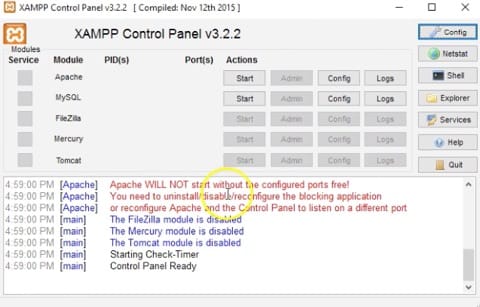 XAMPP Control Panel v3.2.2 [ Compiled: Nov 12th 2015 ]
XAMPP Control Panel v3.2.2
Config
Modules
Service Module PID(s) Port(s) Actions
Netstat
Apache Start Admin Config Logs
Shell
MySQL Start Admin Config Logs
Explorer
FileZilla Start Admin Config Logs
Services
Mercury Start Admin Config Logs
Help
Tomcat Start Admin Config Logs
Quit
4:59:00 PM [Apache] Apache WILL NOT start without the configured ports free!
4:59:00 PM [Apache] You need to uninstall/disable/reconfigure the blocking application
4:59:00 PM [Apache] or reconfigure Apache and the Control Panel to listen on a different port
4:59:00 PM [main] The FileZilla module is disabled
4:59:00 PM [main] The Mercury module is disabled
4:59:00 PM [main] The Tomcat module is disabled
4:59:00 PM [main] Starting Check-Timer
4:59:00 PM [main] Control Panel Ready